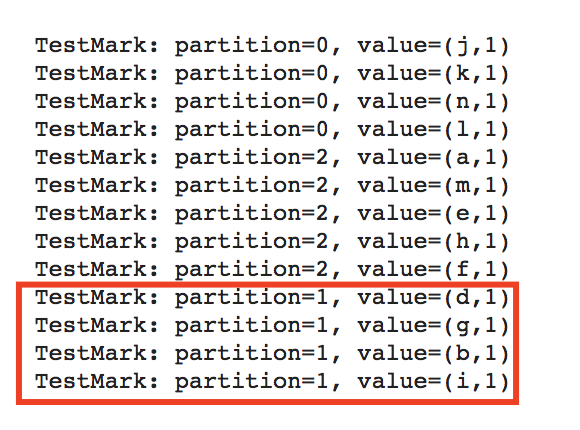 TestMark: partition=0, value=(j,1)
TestMark: partition=0, value=(k,1)
TestMark: partition=0, value=(n,1)
TestMark: partition=0, value=(l,1)
TestMark: partition=2, value=(a,1)
TestMark: partition=2, value=(m,1)
TestMark: partition=2, value=(e,1)
TestMark: partition=2, value=(h,1)
TestMark: partition=2, value=(f,1)
TestMark: partition=1, value=(d,1)
TestMark: partition=1, value=(g,1)
TestMark: partition=1, value=(b,1)
TestMark: partition=1, value=(i,1)